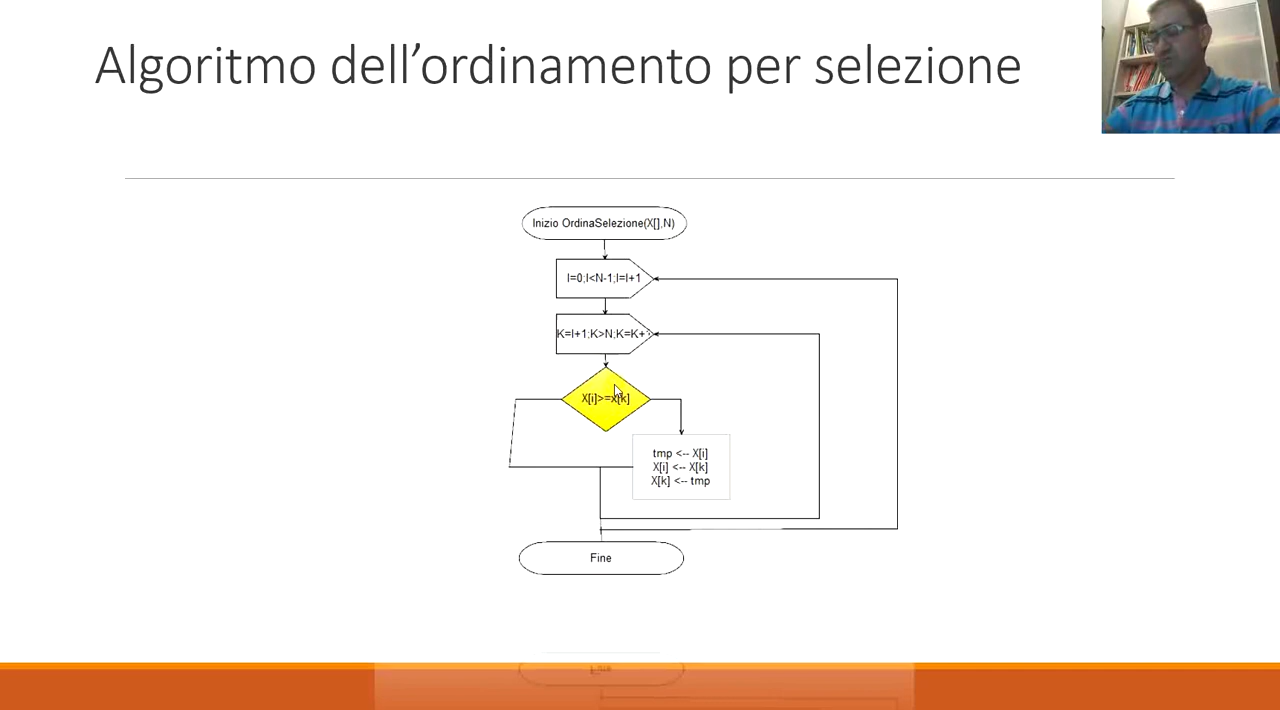 Algoritmo dell'ordinamento per selezione
Inizio OrdinaSelezione(X[],N)
I=0;I<N-1;I=I+1
K=I+1;K>N;K=K+
X[i]>=x[k]
tmp <-- X[i]
X[i] <-- X[k]
X[k] <-- tmp
Fine